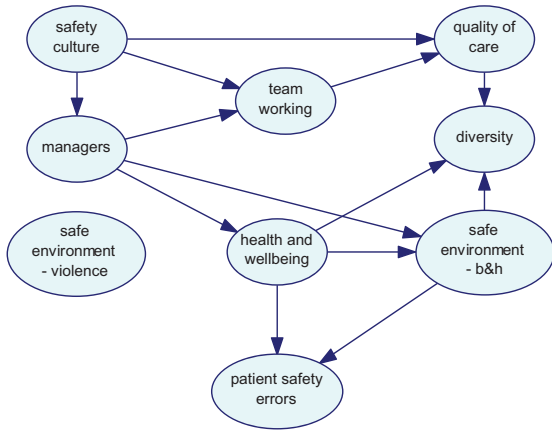 safety
culture
quality of
care
team
working
managers
diversity
safe
environment
- violence
health and
wellbeing
safe
environment
- b&h
patient safety
errors